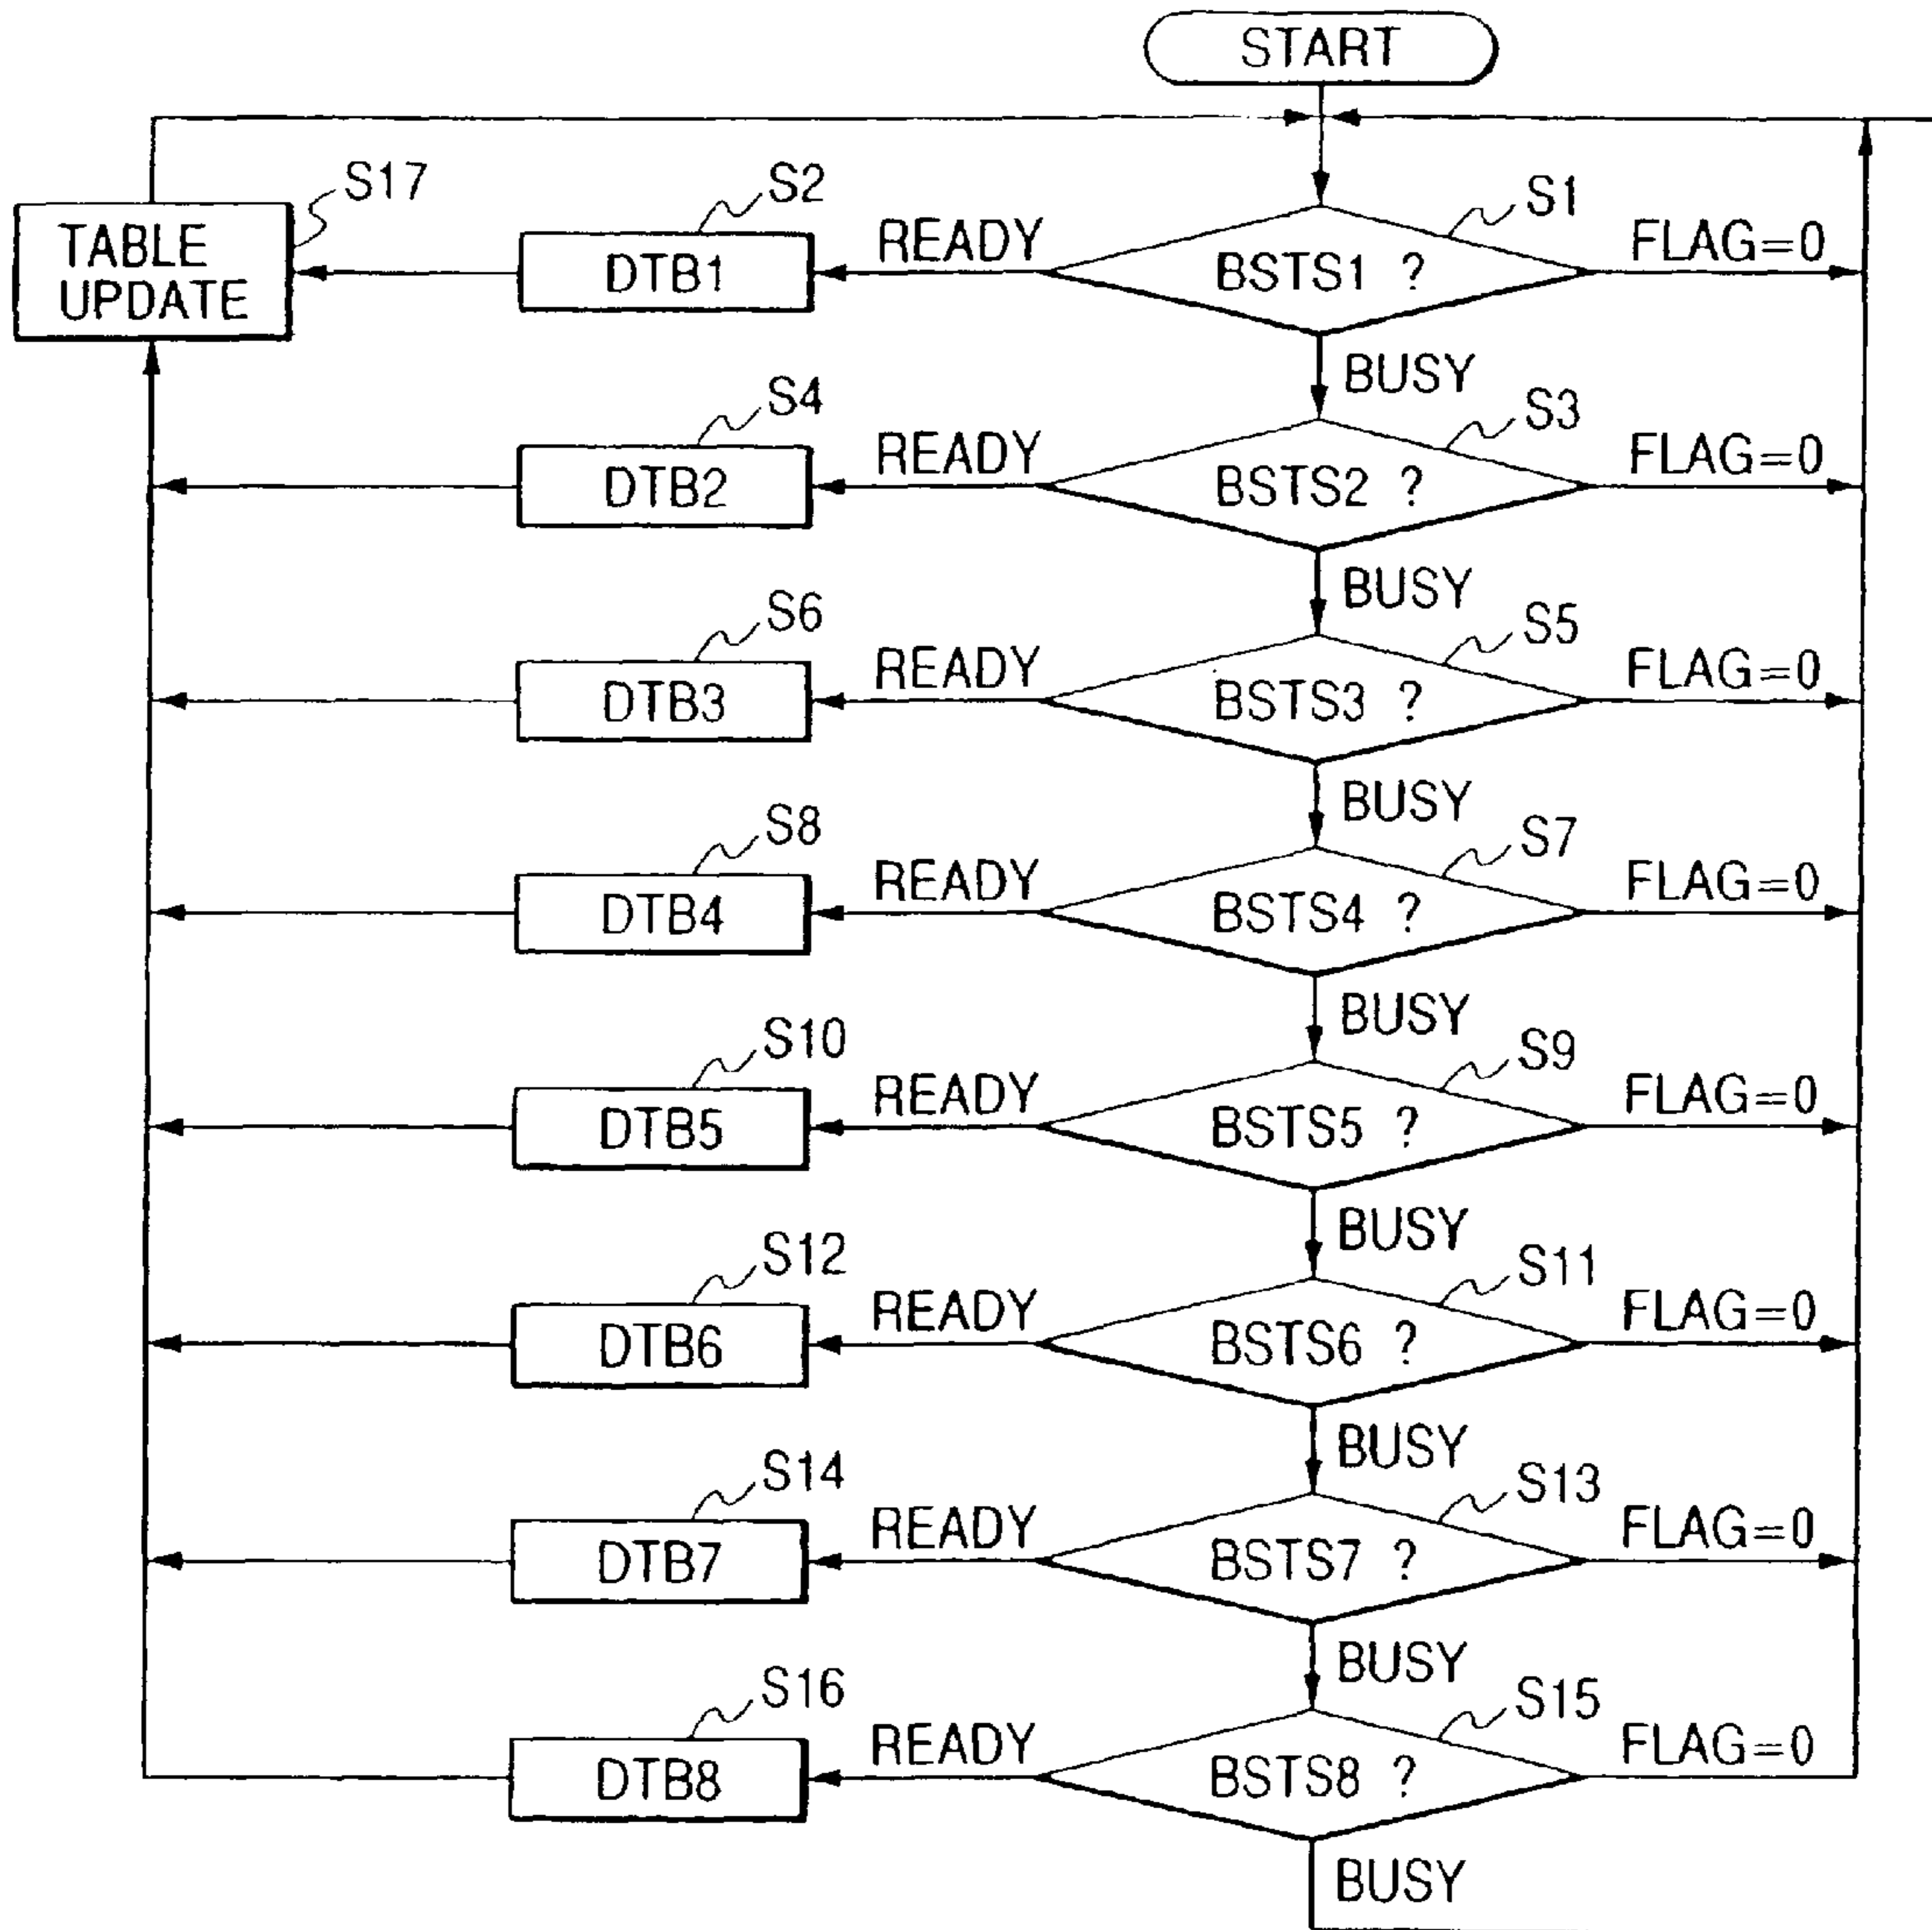 START
S17
S2
S1
TABLE
UPDATE
DTB1
READY
BSTS1 ?
FLAG=0
BUSY
S4
S3
DTB2
READY
BSTS2 ?
FLAG=0
BUSY
S6
S5
DTB3
READY
BSTS3 ?
FLAG=0
BUSY
S8
S7
DTB4
READY
BSTS4 ?
FLAG=0
BUSY
S10
S9
DTB5
READY
BSTS5 ?
FLAG=0
BUSY
S12
S11
DTB6
READY
BSTS6 ?
FLAG=0
BUSY
S14
S13
DTB7
READY
BSTS7 ?
FLAG=0
BUSY
S16
S15
DTB8
READY
BSTS8 ?
FLAG=0
BUSY